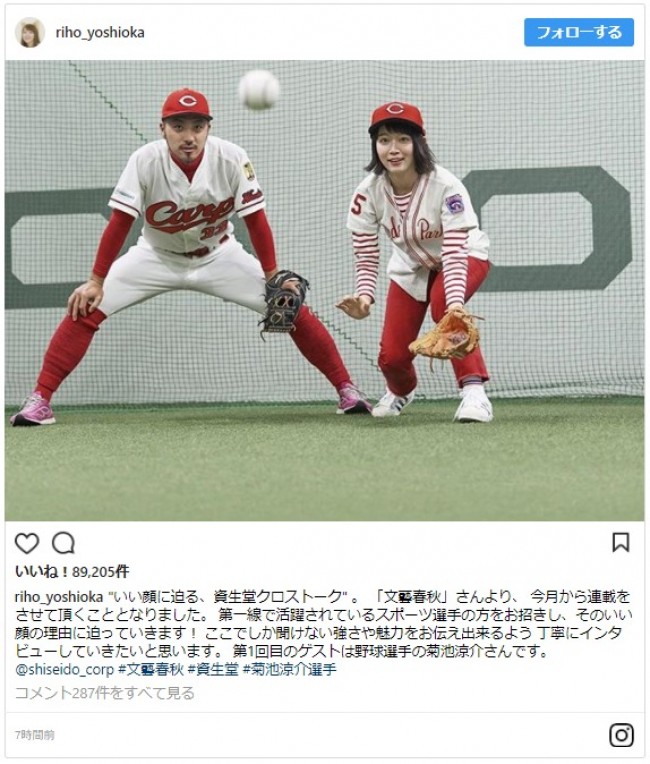 riho_yoshioka
フォローする
C
C
Carp
33
5
いいね！89,205件
riho_yoshioka "いい顔に迫る、資生堂クロストーク" 。 「文藝春秋」さんより、 今月から連載を
させて頂くこととなりました。 第一線で活躍されているスポーツ選手の方をお招きし、そのいい
顔の理由に迫っていきます！ ここでしか聞けない強さや魅力をお伝え出来るよう 丁寧にインタ
ビューしていきたいと思います。 第1回目のゲストは野球選手の菊池涼介さんです。
@shiseido_corp #文藝春秋 #資生堂 #菊池涼介選手
コメント287件をすべて見る
7時間前